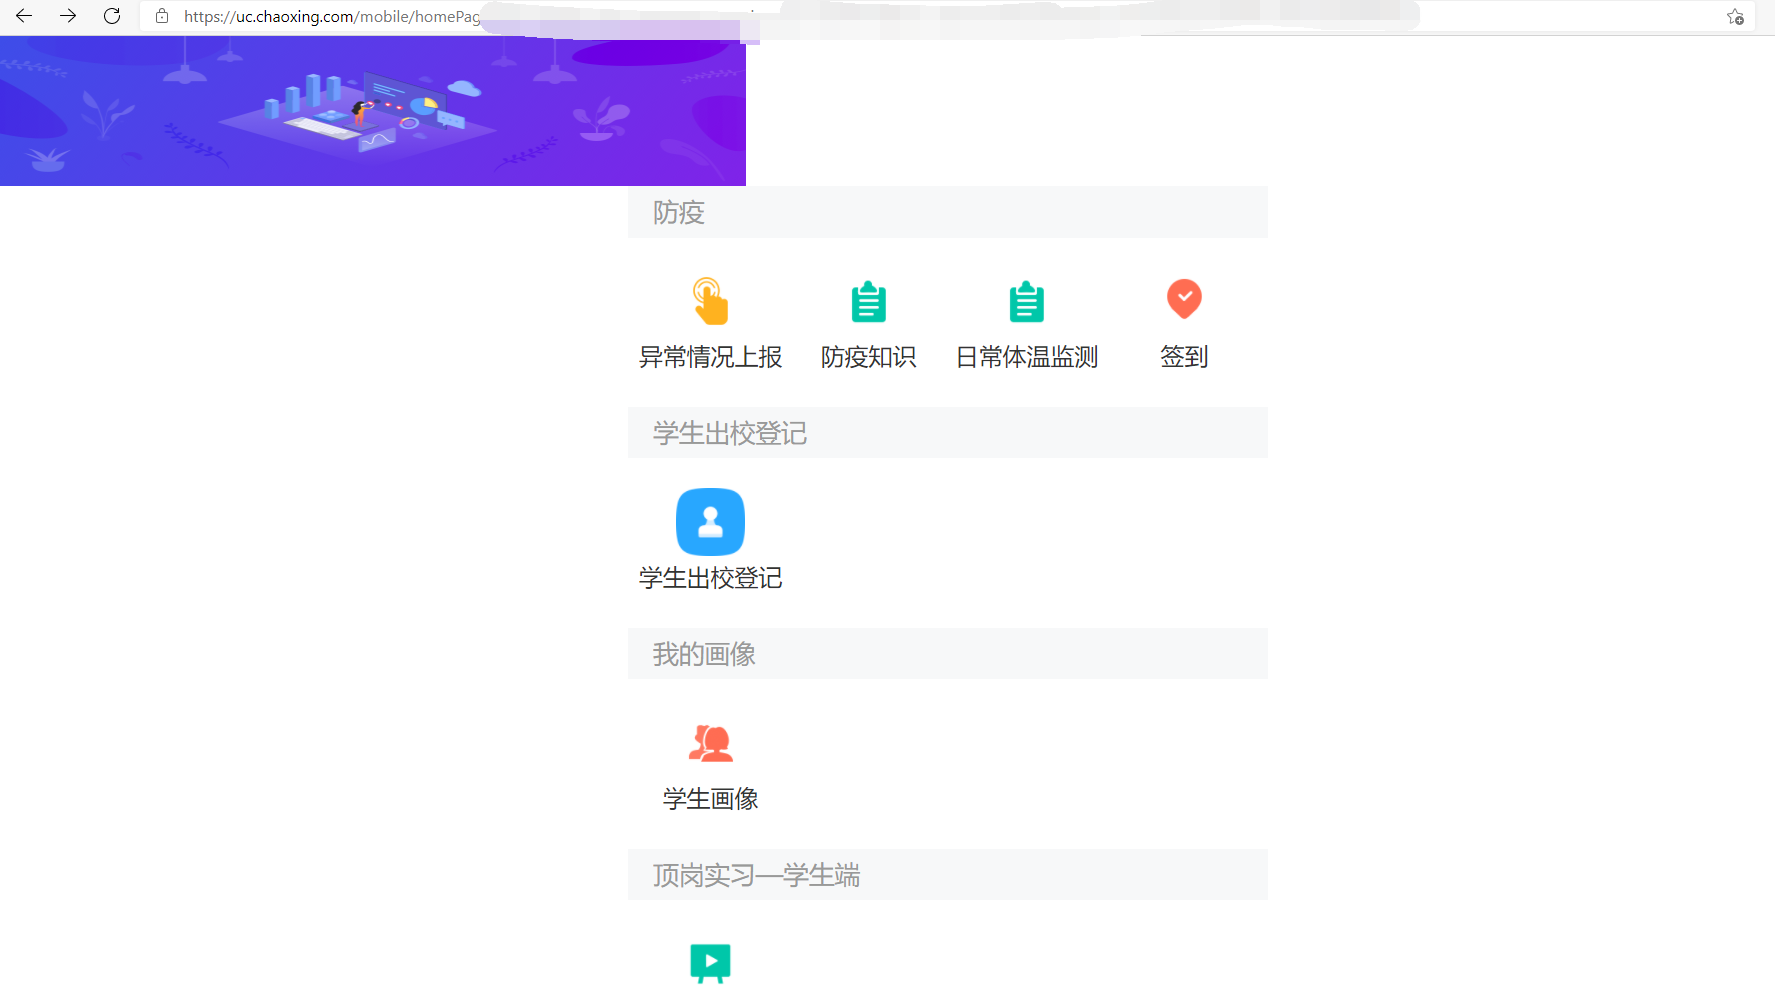 https://uc.chaoxing.com/mobile/homePag
防疫
异常情况上报 防疫知识 日常体温监测 签到
学生出校登记
学生出校登记
我的画像
学生画像
顶岗实习—学生端